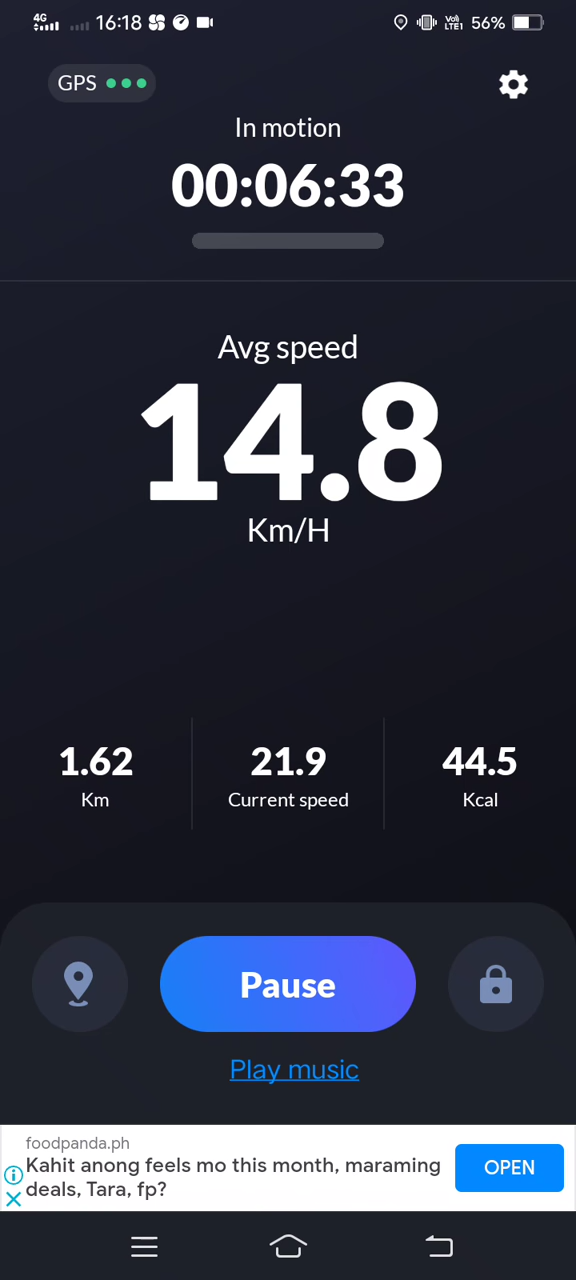 4G 16:18 VoLTE1 56%
GPS
In motion
00:06:33
Avg speed
14.8
Km/H
1.62 21.9 44.5
Km Current speed Kcal
Pause
Play music
foodpanda.ph
Kahit anong feels mo this month, maraming
deals, Tara, fp?
OPEN